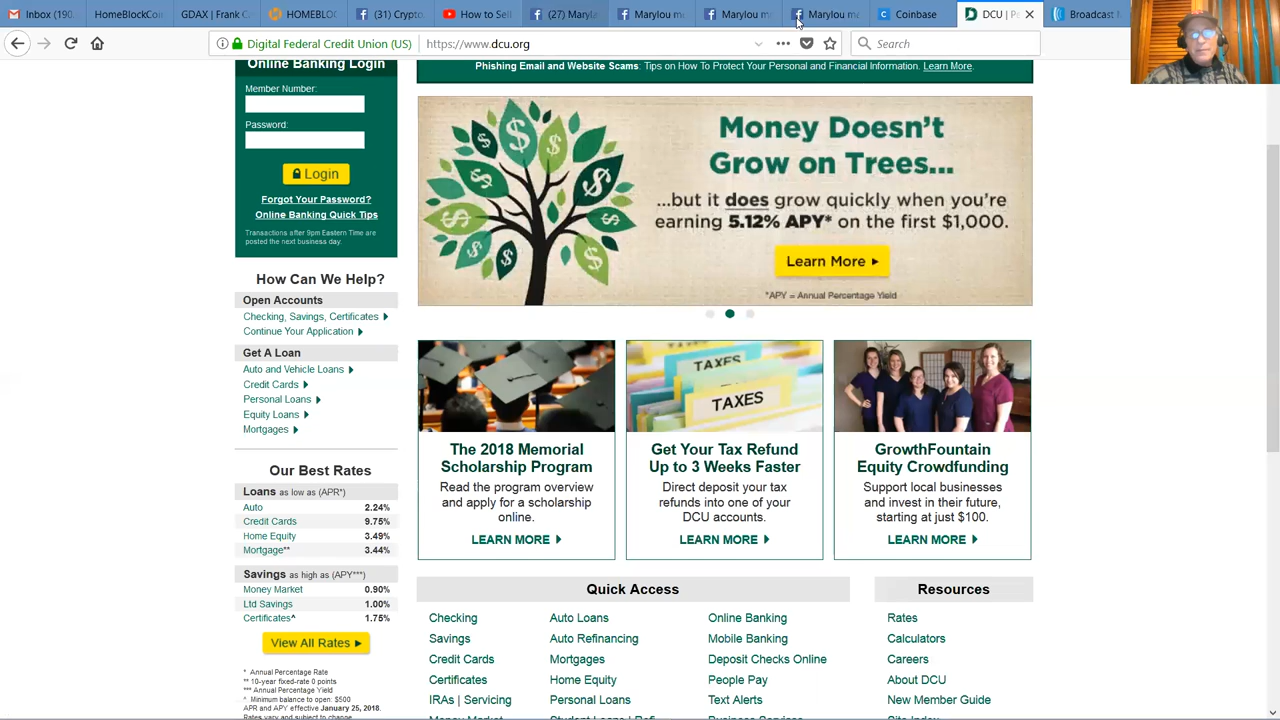 Inbox (190
HomeBlockCoin
GDAX | Frank C
HOMEBLO
(31) Crypto.
How to Sell
(27) Maryla
Marylou mo
Marylou mo
Marylou mo
Coinbase
DCU | P
Broadcast I
Digital Federal Credit Union (US)
https://www.dcu.org
Search
Online Banking Login
Member Number:
Password:
Login
Forgot Your Password?
Online Banking Quick Tips
Transactions after 9pm Eastern Time are
posted the next business day.
How Can We Help?
Open Accounts
Checking, Savings, Certificates
Continue Your Application
Get A Loan
Auto and Vehicle Loans
Credit Cards
Personal Loans
Equity Loans
Mortgages
Our Best Rates
Loans as low as (APR*)
Auto 2.24%
Credit Cards 9.75%
Home Equity 3.49%
Mortgage** 3.44%
Savings as high as (APY***)
Money Market 0.90%
Ltd Savings 1.00%
Certificates^ 1.75%
View All Rates
* Annual Percentage Rate
** 10-year fixed-rate 0 points
*** Annual Percentage Yield
^ Minimum balance to open: $500
APR and APY effective January 25, 2018.
Rates vary and subject to change
Phishing Email and Website Scams: Tips on How To Protect Your Personal and Financial Information. Learn More.
Money Doesn't
Grow on Trees...
...but it does grow quickly when you're
earning 5.12% APY* on the first $1,000.
Learn More
*APY = Annual Percentage Yield
TAXES
TAXES
The 2018 Memorial
Scholarship Program
Read the program overview
and apply for a scholarship
online.
LEARN MORE
Get Your Tax Refund
Up to 3 Weeks Faster
Direct deposit your tax
refunds into one of your
DCU accounts.
LEARN MORE
GrowthFountain
Equity Crowdfunding
Support local businesses
and invest in their future,
starting at just $100.
LEARN MORE
Quick Access
Checking
Savings
Credit Cards
Certificates
IRAs | Servicing
Auto Loans
Auto Refinancing
Mortgages
Home Equity
Personal Loans
Online Banking
Mobile Banking
Deposit Checks Online
People Pay
Text Alerts
Resources
Rates
Calculators
Careers
About DCU
New Member Guide